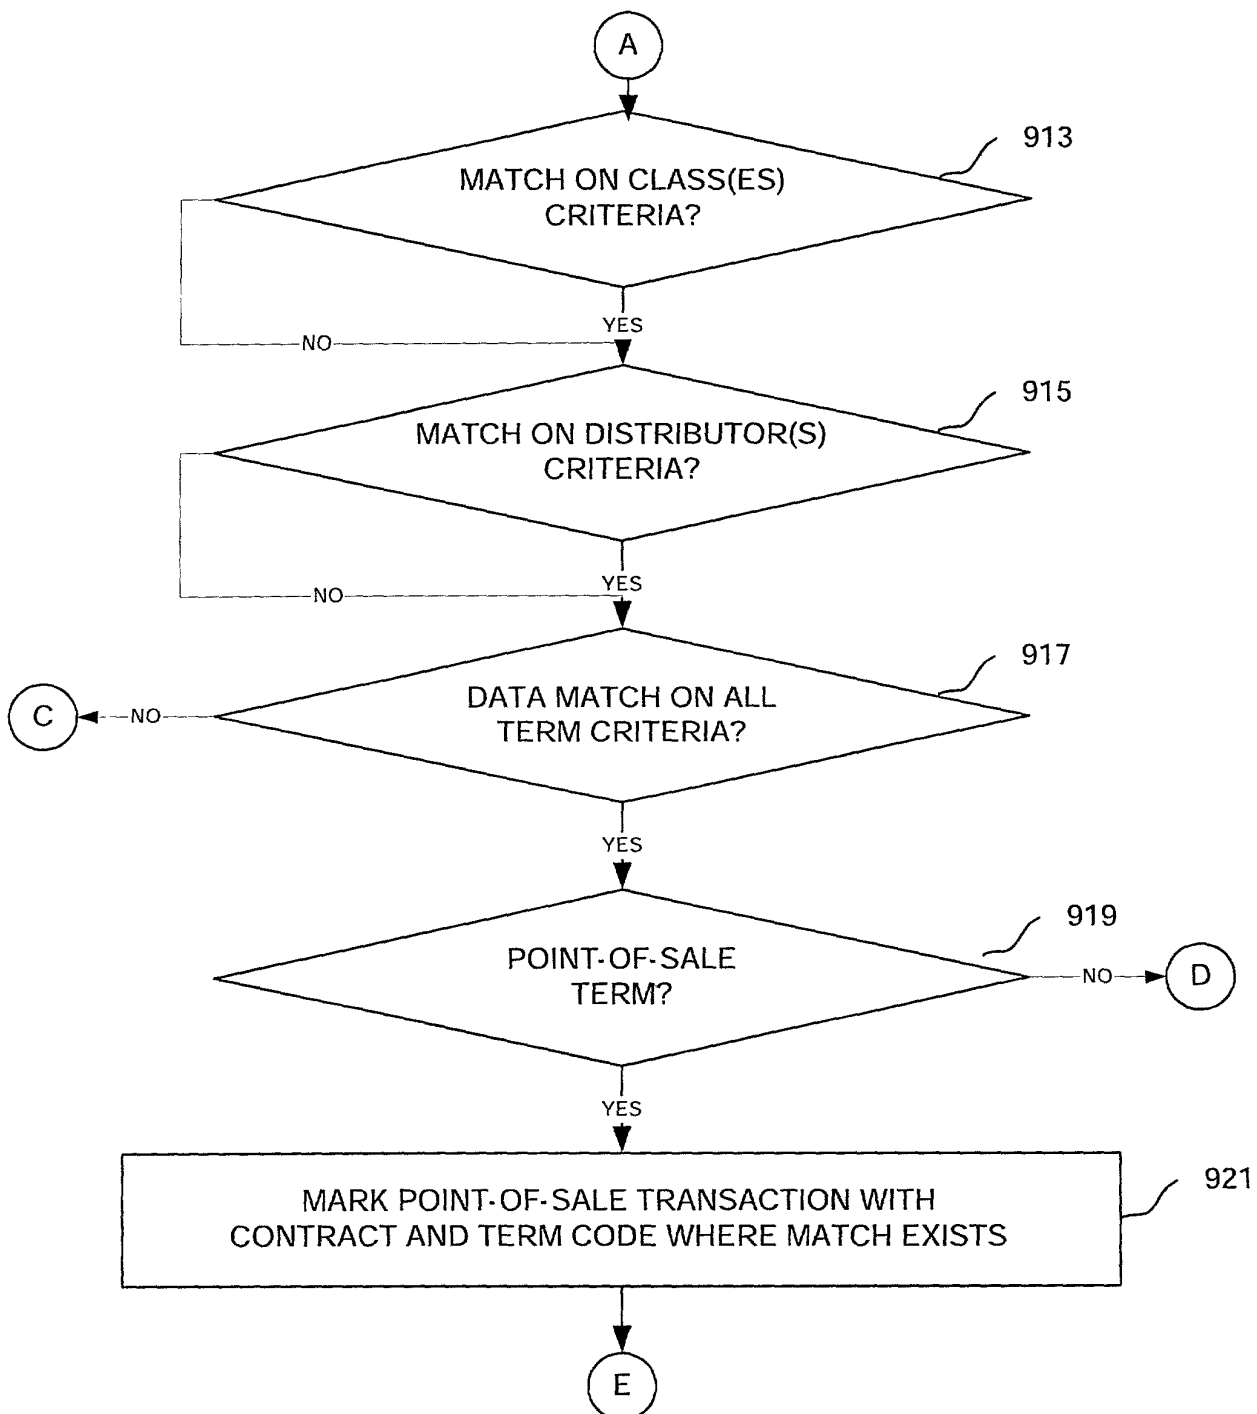 A
913
MATCH ON CLASS(ES)
CRITERIA?
YES
NO
915
MATCH ON DISTRIBUTOR(S)
CRITERIA?
YES
NO
917
DATA MATCH ON ALL
TERM CRITERIA?
C
NO
YES
919
POINT-OF-SALE
TERM?
NO
D
YES
921
MARK POINT-OF-SALE TRANSACTION WITH
CONTRACT AND TERM CODE WHERE MATCH EXISTS
E